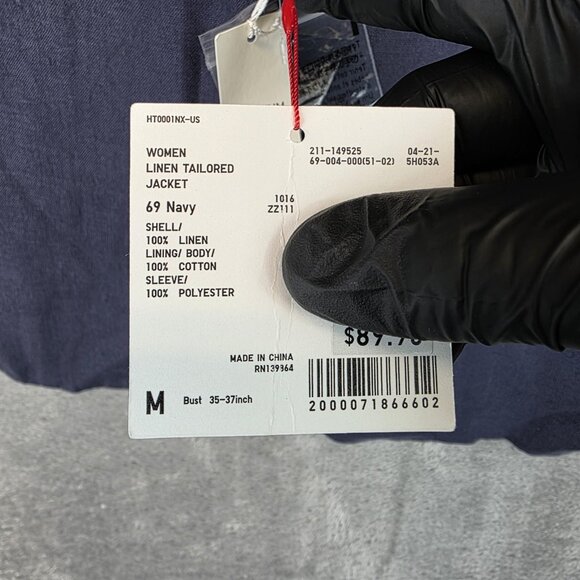 HT0001NX-US
WOMEN
LINEN TAILORED
JACKET
211-149525 04-21-
69-004-000(51-02) 5H053A
69 Navy
1016
ZZ111
SHELL/
100% LINEN
LINING/ BODY/
100% COTTON
SLEEVE/
100% POLYESTER
MADE IN CHINA
RN139364
M Bust 35-37inch
2000071866602